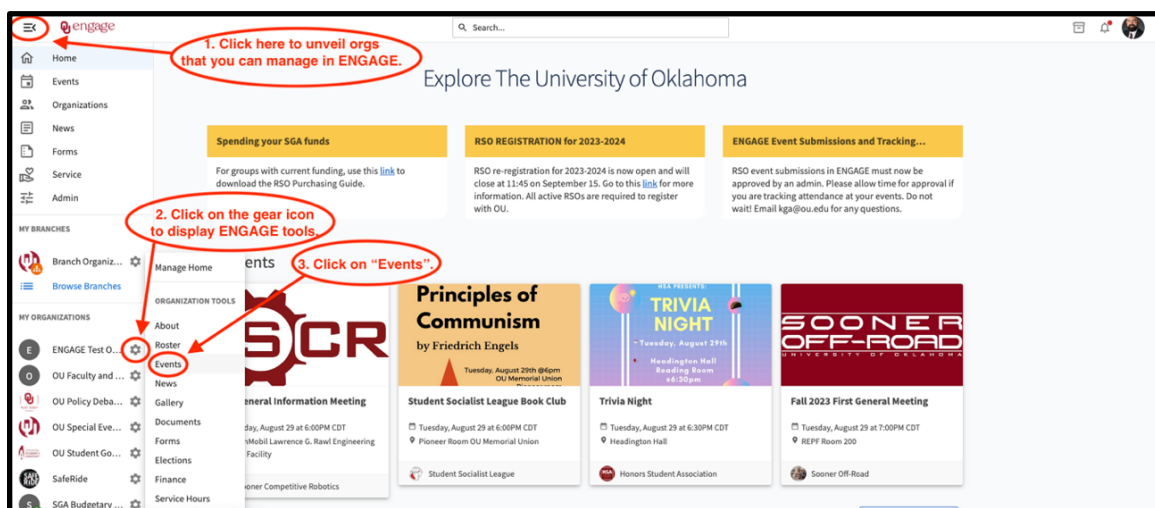 engage
Search...
1. Click here to unveil orgs
that you can manage in ENGAGE.
Home
Events
Organizations
News
Forms
Service
Admin
MY BRANCHES
Branch Organiz...
Browse Branches
MY ORGANIZATIONS
E
ENGAGE Test O...
O
OU Faculty and ...
OU Policy Deba...
OU Special Eve...
OU Student Go...
SAFE
RIDE
SafeRide
S
SGA Budgetary ...
2. Click on the gear icon
to display ENGAGE tools.
3. Click on “Events”.
Manage Home
ORGANIZATION TOOLS
About
Roster
Events
News
Gallery
Documents
Forms
Elections
Finance
Service Hours
Explore The University of Oklahoma
Spending your SGA funds
For groups with current funding, use this link to
download the RSO Purchasing Guide.
RSO REGISTRATION for 2023-2024
RSO re-registration for 2023-2024 is now open and will
close at 11:45 on September 15. Go to this link for more
information. All active RSOs are required to register
with OU.
ENGAGE Event Submissions and Tracking...
RSO event submissions in ENGAGE must now be
approved by an admin. Please allow time for approval if
you are tracking attendance at your events. Do not
wait! Email kga@ou.edu for any questions.
ents
SCR
eneral Information Meeting
day, August 29 at 6:00PM CDT
nMobil Lawrence G. Rawl Engineering
Facility
ooner Competitive Robotics
Principles of
Communism
by Friedrich Engels
Tuesday, August 29th @6pm
OU Memorial Union
Student Socialist League Book Club
Tuesday, August 29 at 6:00PM CDT
Pioneer Room OU Memorial Union
Student Socialist League
HSA PRESENTS:
TRIVIA
NIGHT
- Tuesday, August 29th
Headington Hall
Reading Room
@6:30pm
Trivia Night
Tuesday, August 29 at 6:30PM CDT
Headington Hall
HSA
Honors Student Association
SOONER
OFF-ROAD
UNIVERSITY OF OKLAHOMA
Fall 2023 First General Meeting
Tuesday, August 29 at 7:00PM CDT
REPF Room 200
Sooner Off-Road